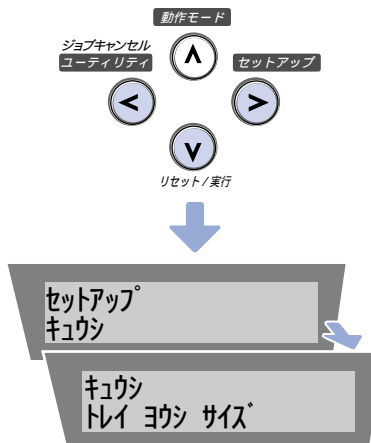 動作モード
ジョブキャンセル
ユーティリティ
セットアップ
リセット/実行
セットアップ
キュウシ
キュウシ
トレイ ヨウシ サイズ